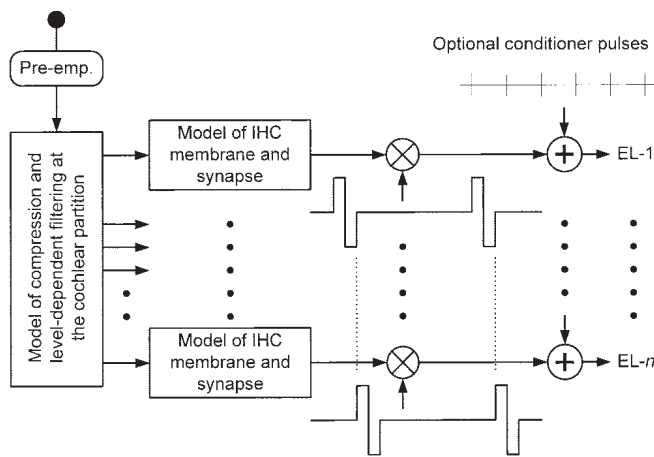 Optional conditioner pulses
Pre-emp.
Model of compression and
level-dependent filtering at
the cochlear partition
Model of IHC
membrane and
synapse
EL-1
Model of IHC
membrane and
synapse
EL-n